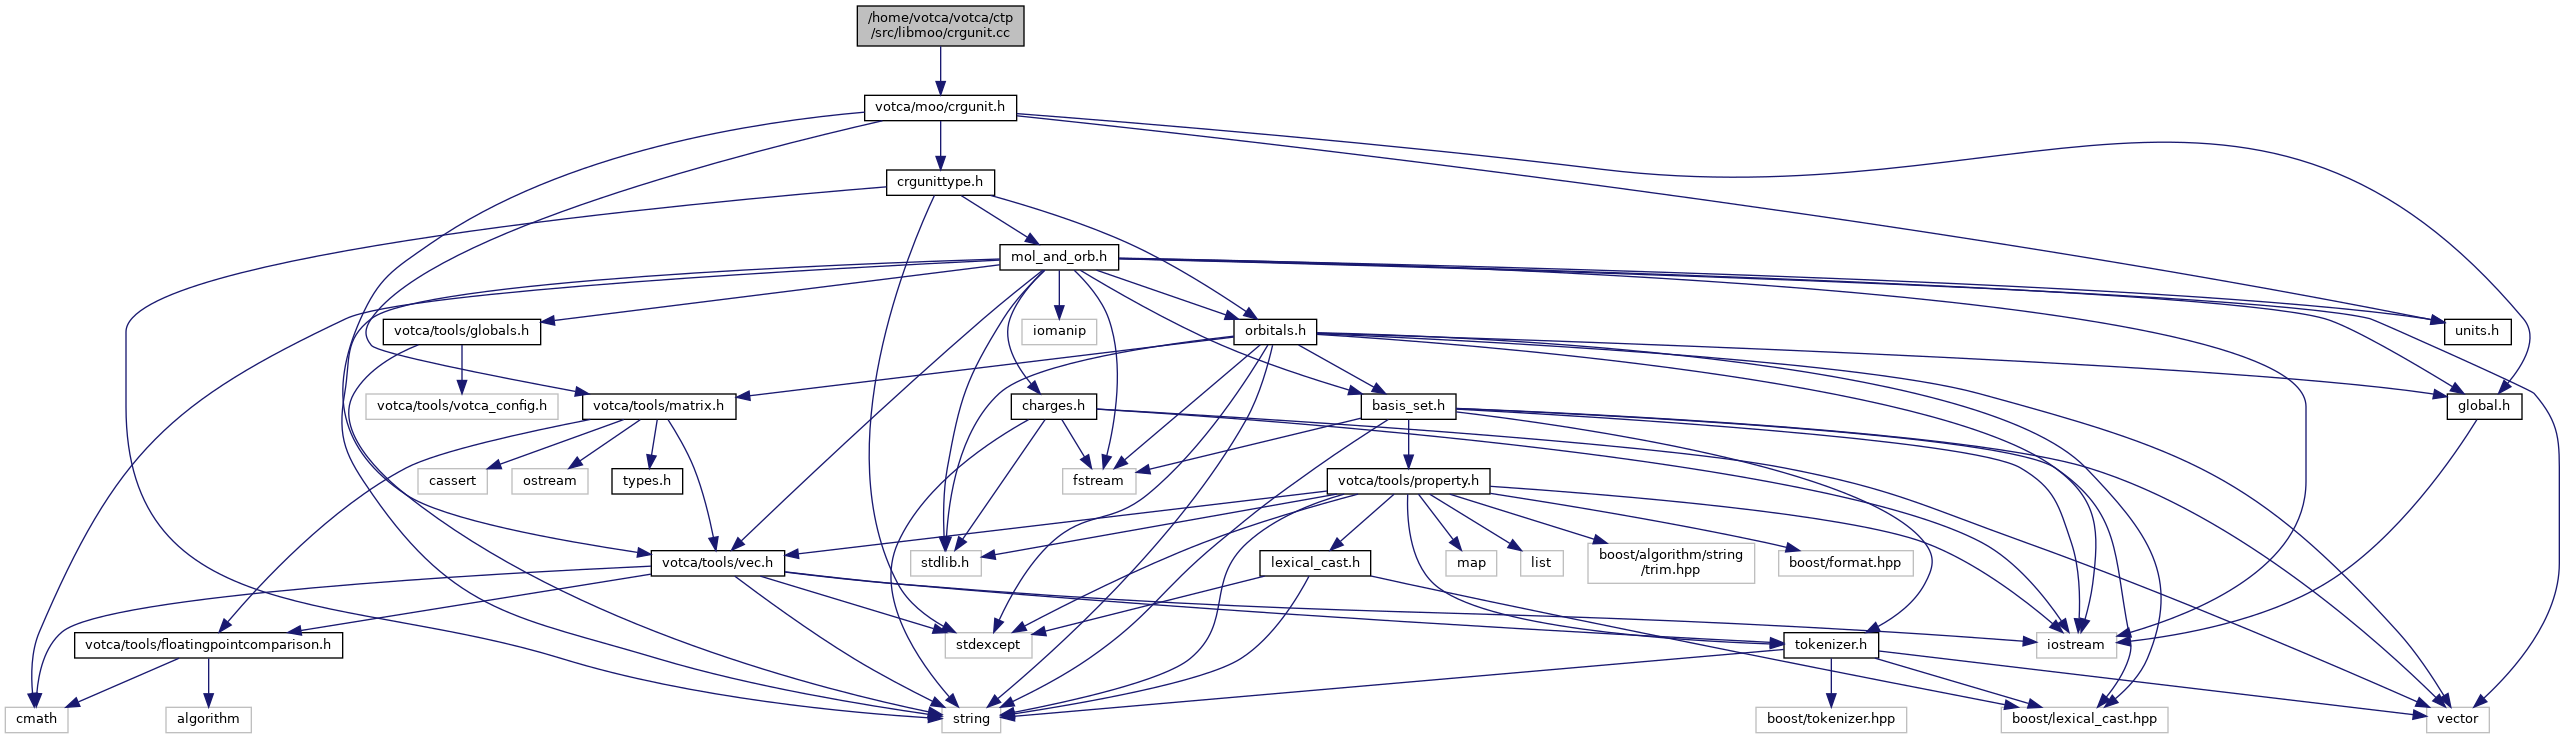 /home/votca/votca/ctp
/src/libmoo/crgunit.cc
votca/moo/crgunit.h
crgunittype.h
mol_and_orb.h
votca/tools/globals.h
iomanip
orbitals.h
units.h
votca/tools/votca_config.h
votca/tools/matrix.h
charges.h
basis_set.h
global.h
cassert
ostream
types.h
fstream
votca/tools/property.h
votca/tools/vec.h
stdlib.h
lexical_cast.h
map
list
boost/algorithm/string
/trim.hpp
boost/format.hpp
votca/tools/floatingpointcomparison.h
stdexcept
tokenizer.h
iostream
cmath
algorithm
string
boost/tokenizer.hpp
boost/lexical_cast.hpp
vector